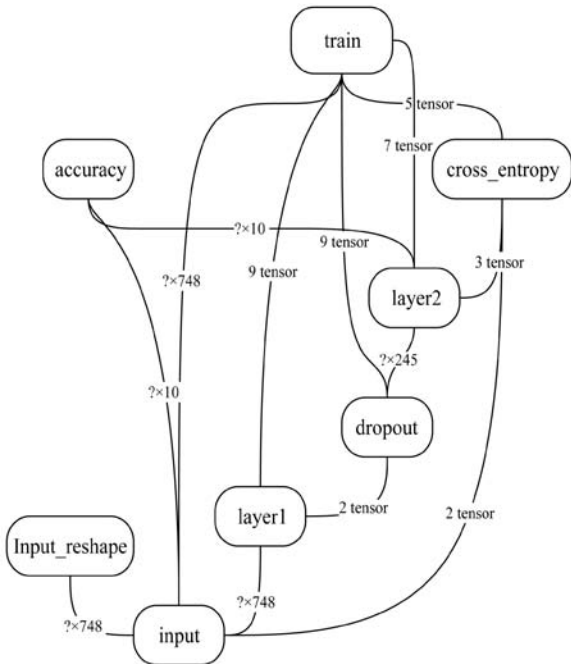 train
5 tensor
7 tensor
accuracy
cross_entropy
?×10
9 tensor
3 tensor
?×748
9 tensor
layer2
?×245
?×10
dropout
layer1
2 tensor
2 tensor
Input_reshape
?×748
?×748
input